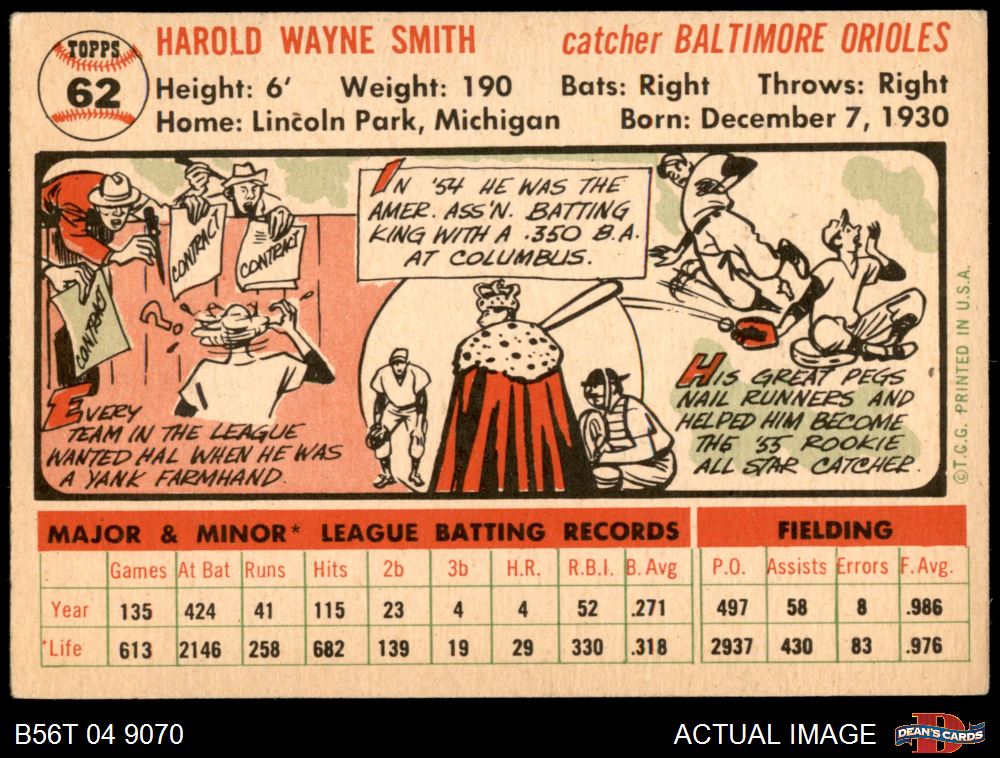 TOPPS
62
HAROLD WAYNE SMITH
catcher BALTIMORE ORIOLES
Height: 6' Weight: 190 Bats: Right Throws: Right
Home: Lincoln Park, Michigan Born: December 7, 1930
CONTRACT
CONTRACT
CONTRACT
EVERY
TEAM IN THE LEAGUE
WANTED HAL WHEN HE WAS
A YANK FARMHAND.
IN '54 HE WAS THE
AMER. ASS'N. BATTING
KING WITH A .350 B.A.
AT COLUMBUS.
HIS GREAT PEGS
NAIL RUNNERS AND
HELPED HIM BECOME
THE '55 ROOKIE
ALL STAR CATCHER.
©T.C.G. PRINTED IN U.S.A.
MAJOR & MINOR* LEAGUE BATTING RECORDS FIELDING
Games At Bat Runs Hits 2b 3b H.R. R.B.I. B. Avg P.O. Assists Errors F. Avg.
Year 135 424 41 115 23 4 4 52 .271 497 58 8 .986
*Life 613 2146 258 682 139 19 29 330 .318 2937 430 83 .976
B56T 04 9070 ACTUAL IMAGE DEAN'S CARDS